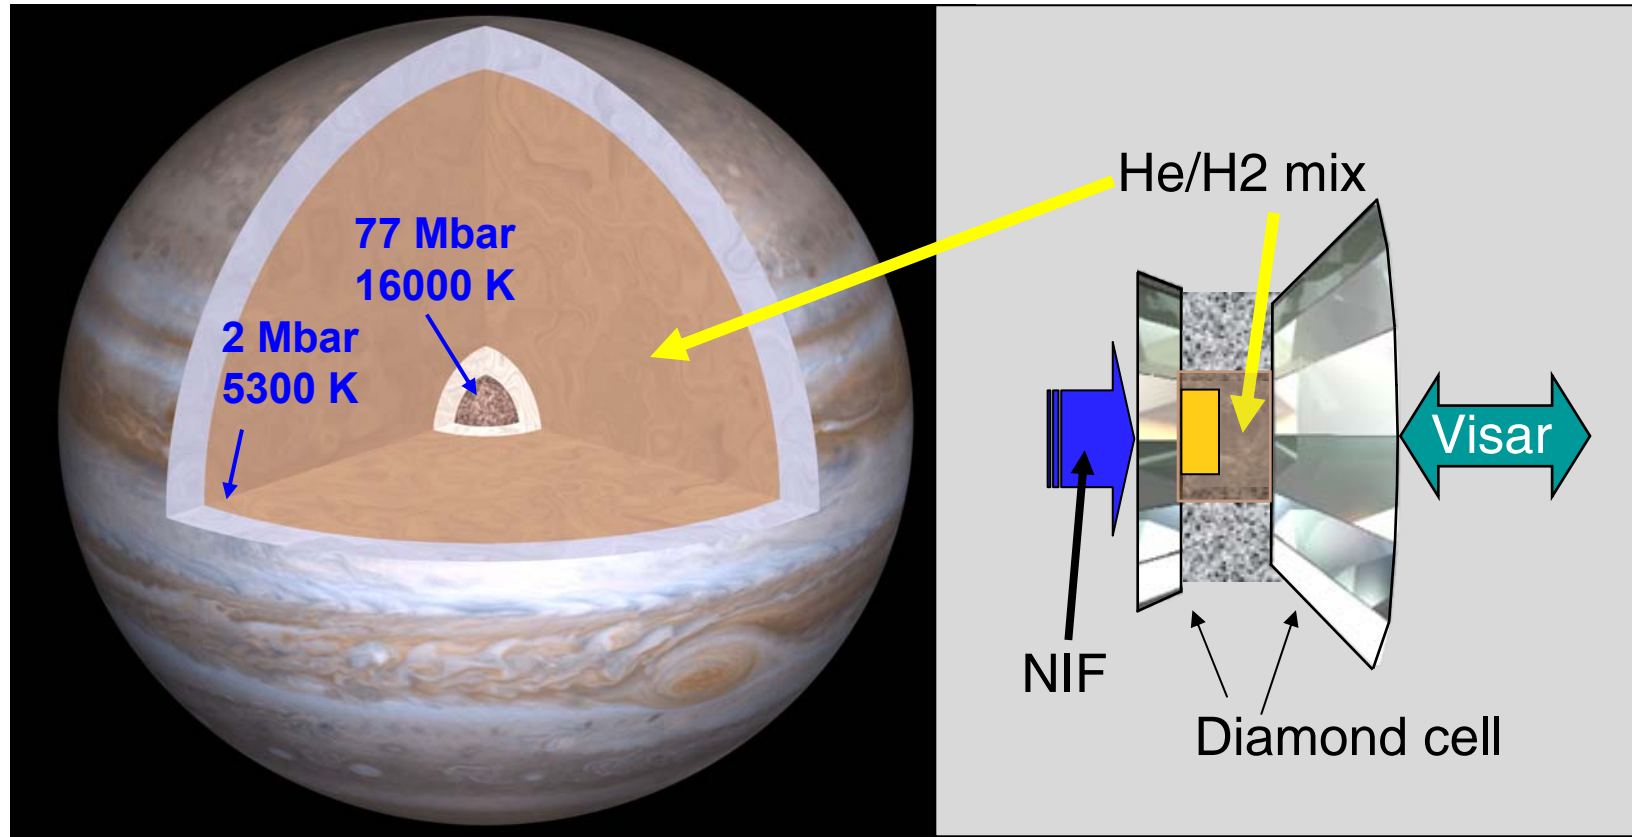 77 Mbar
16000 K
2 Mbar
5300 K
He/H2 mix
Visar
NIF
Diamond cell